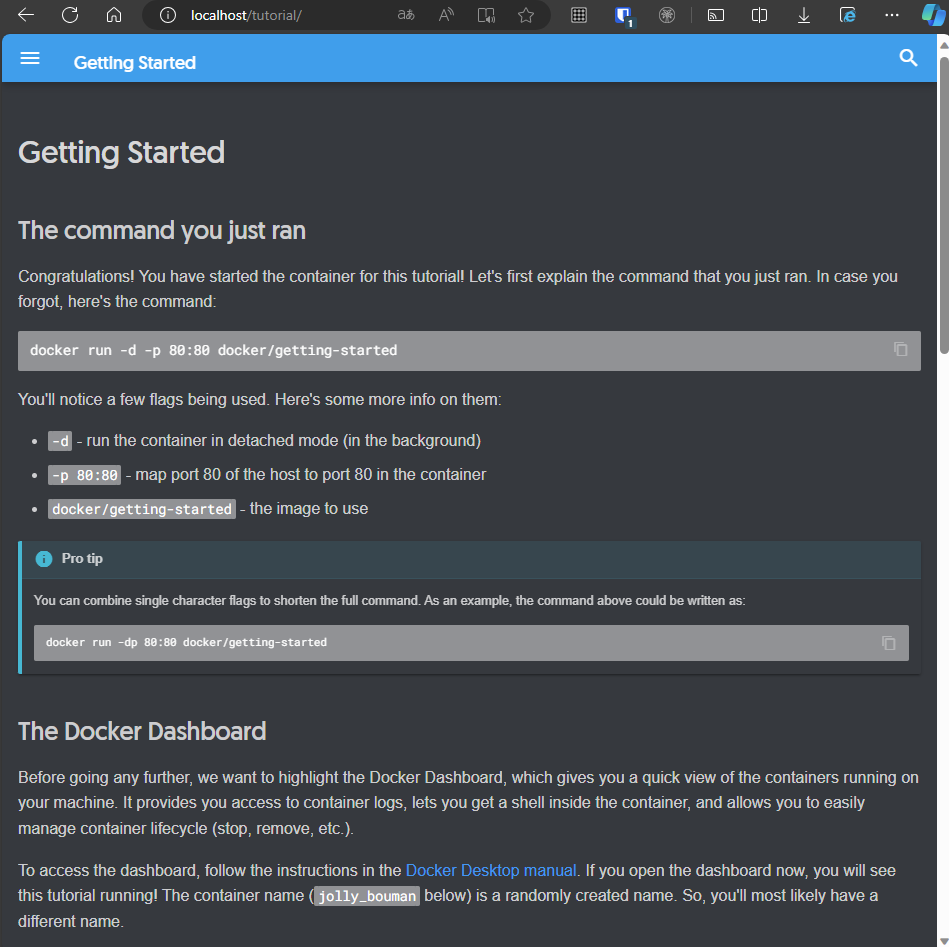 localhost/tutorial/
aあ
A
1
Getting Started
Getting Started
The command you just ran
Congratulations! You have started the container for this tutorial! Let's first explain the command that you just ran. In case you
forgot, here's the command:
docker run -d -p 80:80 docker/getting-started
You'll notice a few flags being used. Here's some more info on them:
• -d - run the container in detached mode (in the background)
• -p 80:80 - map port 80 of the host to port 80 in the container
• docker/getting-started - the image to use
Pro tip
You can combine single character flags to shorten the full command. As an example, the command above could be written as:
docker run -dp 80:80 docker/getting-started
The Docker Dashboard
Before going any further, we want to highlight the Docker Dashboard, which gives you a quick view of the containers running on
your machine. It provides you access to container logs, lets you get a shell inside the container, and allows you to easily
manage container lifecycle (stop, remove, etc.).
To access the dashboard, follow the instructions in the Docker Desktop manual. If you open the dashboard now, you will see
this tutorial running! The container name (jolly_bouman below) is a randomly created name. So, you'll most likely have a
different name.